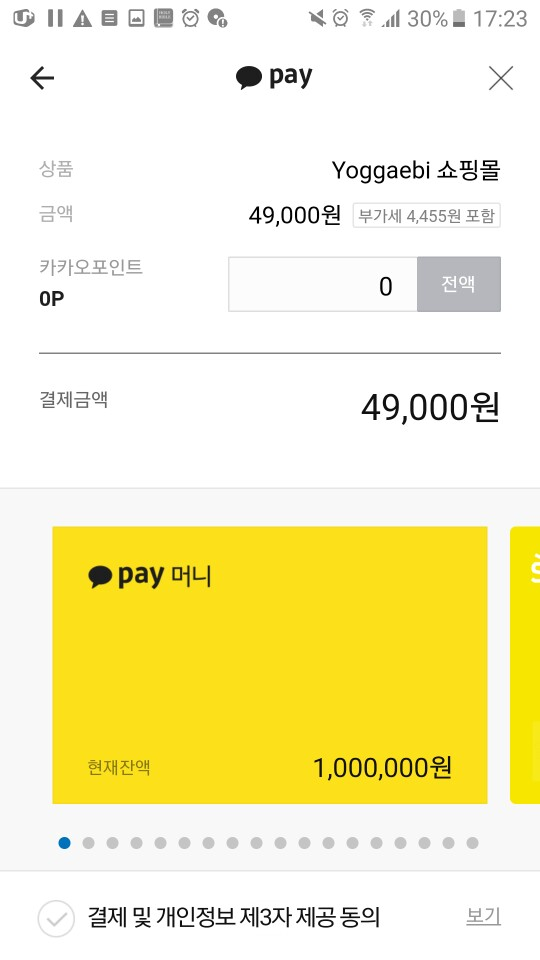 30% 17:23
pay
상품 Yoggaebi 쇼핑몰
금액 49,000원 부가세 4,455원 포함
카카오포인트
0P 0 전액
결제금액 49,000원
pay 머니
현재잔액 1,000,000원
결제 및 개인정보 제3자 제공 동의 보기